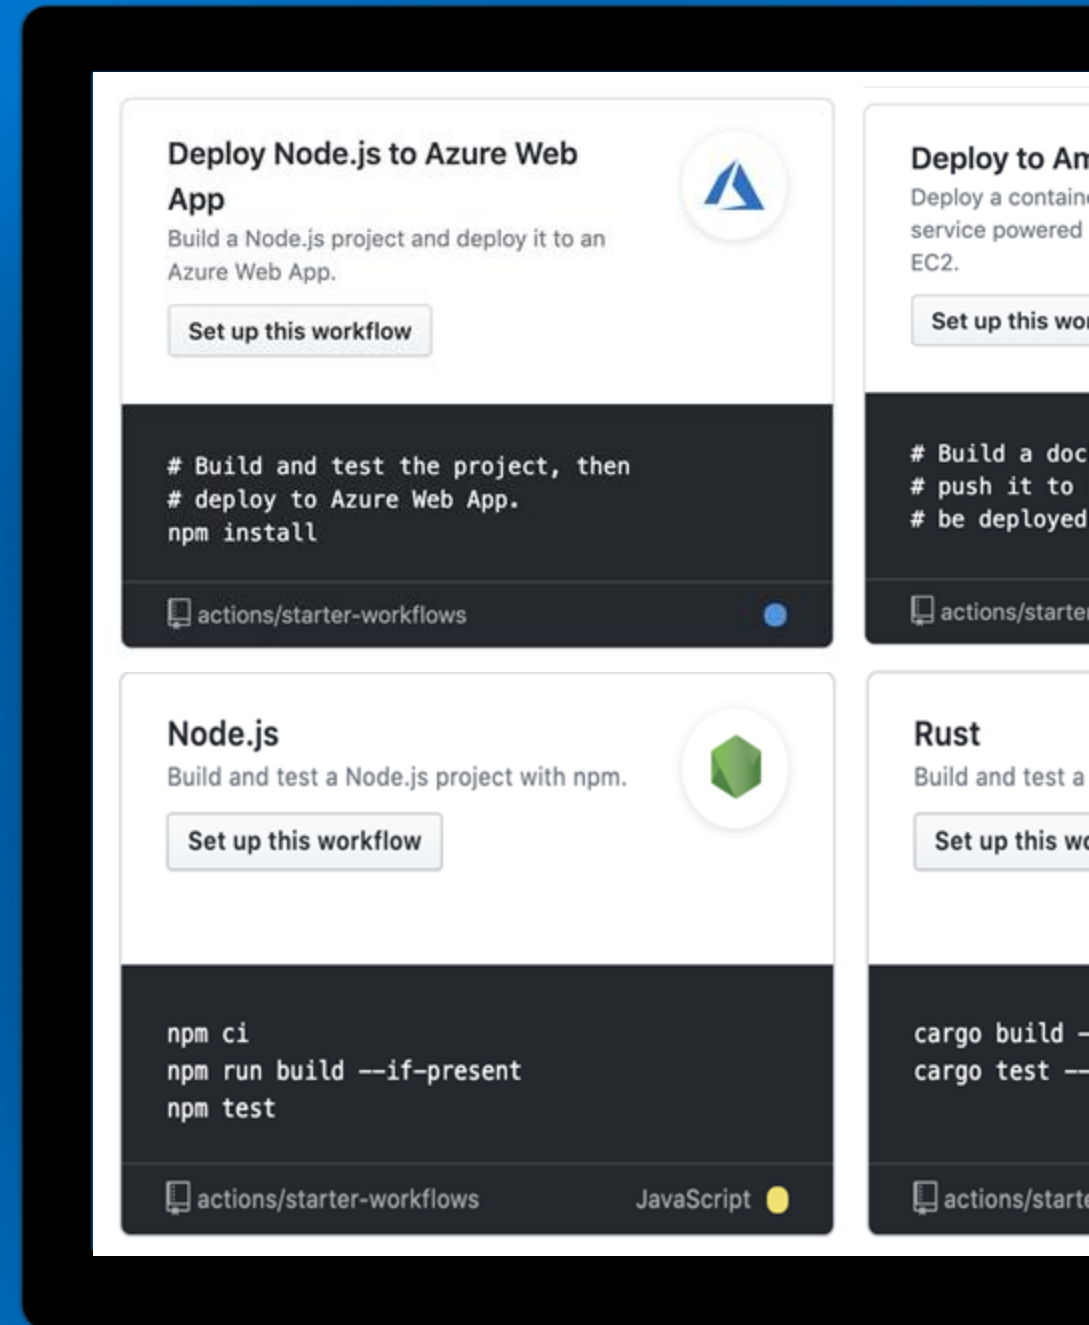 Deploy Node.js to Azure Web
App
Build a Node.js project and deploy it to an
Azure Web App.
Set up this workflow
# Build and test the project, then
# deploy to Azure Web App.
npm install
actions/starter-workflows
Deploy to Am
Deploy a contain
service powered
EC2.
Set up this wor
# Build a doc
# push it to
# be deployed
actions/starter
Node.js
Build and test a Node.js project with npm.
Set up this workflow
npm ci
npm run build --if-present
npm test
actions/starter-workflows
JavaScript
Rust
Build and test a
Set up this wo
cargo build -
cargo test --
actions/starte